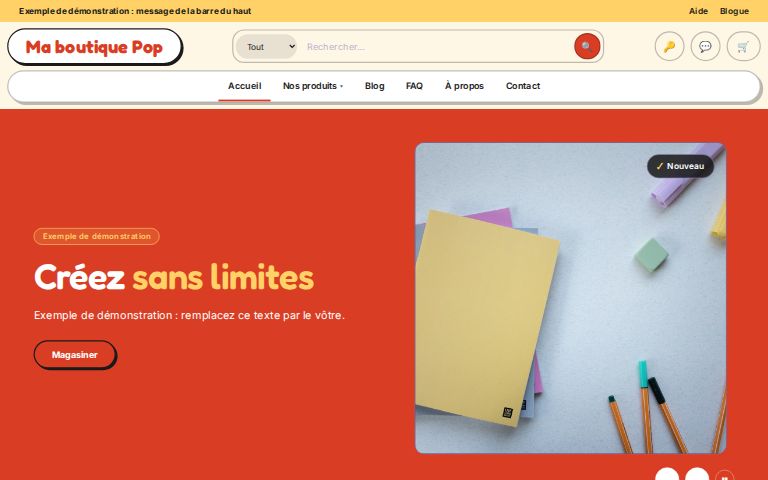 Exemple de démonstration : message de la barre du haut
Aide
Blogue
Ma boutique Pop
Tout
Rechercher...
Accueil
Nos produits
Blog
FAQ
À propos
Contact
Nouveau
Exemple de démonstration
Créez sans limites
Exemple de démonstration : remplacez ce texte par le vôtre.
Magasiner